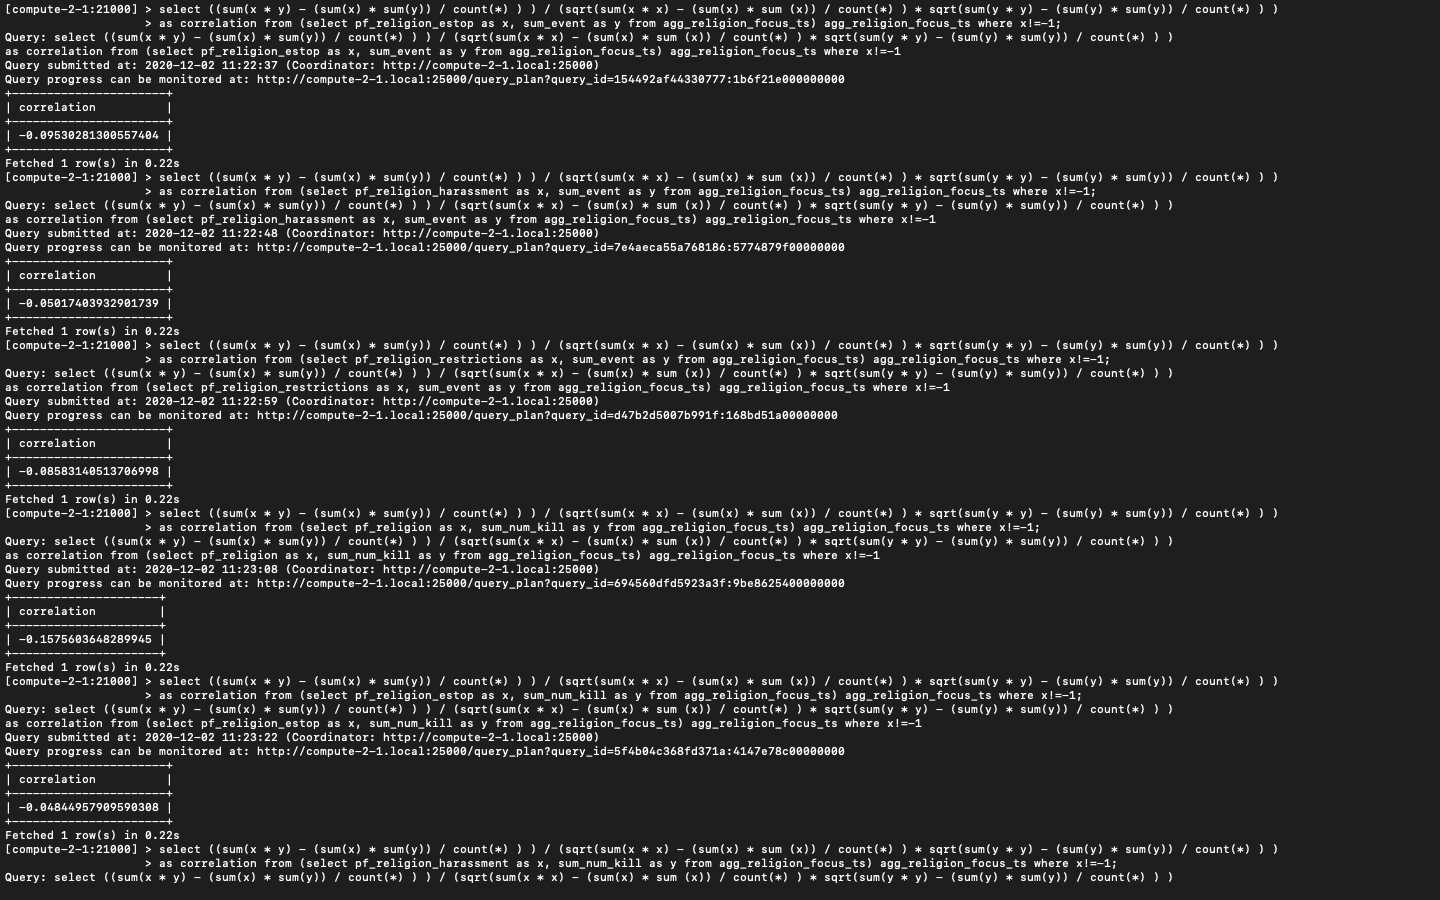 [compute-2-1:21000] > select ((sum(x * y) - (sum(x) * sum(y)) / count(*) ) ) / (sqrt(sum(x * x) - (sum(x) * sum (x)) / count(*) ) * sqrt(sum(y * y) - (sum(y) * sum(y)) / count(*) ) )
> as correlation from (select pf_religion_estop as x, sum_event as y from agg_religion_focus_ts) agg_religion_focus_ts where x!=-1;
Query: select ((sum(x * y) - (sum(x) * sum(y)) / count(*) ) ) / (sqrt(sum(x * x) - (sum(x) * sum (x)) / count(*) ) * sqrt(sum(y * y) - (sum(y) * sum(y)) / count(*) ) )
as correlation from (select pf_religion_estop as x, sum_event as y from agg_religion_focus_ts) agg_religion_focus_ts where x!=-1
Query submitted at: 2020-12-02 11:22:37 (Coordinator: http://compute-2-1.local:25000)
Query progress can be monitored at: http://compute-2-1.local:25000/query_plan?query_id=154492af44330777:1b6f21e000000000
+----------------------+
| correlation          |
+----------------------+
| -0.09530281300557404 |
+----------------------+
Fetched 1 row(s) in 0.22s
[compute-2-1:21000] > select ((sum(x * y) - (sum(x) * sum(y)) / count(*) ) ) / (sqrt(sum(x * x) - (sum(x) * sum (x)) / count(*) ) * sqrt(sum(y * y) - (sum(y) * sum(y)) / count(*) ) )
> as correlation from (select pf_religion_harassment as x, sum_event as y from agg_religion_focus_ts) agg_religion_focus_ts where x!=-1;
Query: select ((sum(x * y) - (sum(x) * sum(y)) / count(*) ) ) / (sqrt(sum(x * x) - (sum(x) * sum (x)) / count(*) ) * sqrt(sum(y * y) - (sum(y) * sum(y)) / count(*) ) )
as correlation from (select pf_religion_harassment as x, sum_event as y from agg_religion_focus_ts) agg_religion_focus_ts where x!=-1
Query submitted at: 2020-12-02 11:22:48 (Coordinator: http://compute-2-1.local:25000)
Query progress can be monitored at: http://compute-2-1.local:25000/query_plan?query_id=7e4aeca55a768186:5774879f00000000
+----------------------+
| correlation          |
+----------------------+
| -0.05017403932901739 |
+----------------------+
Fetched 1 row(s) in 0.22s
[compute-2-1:21000] > select ((sum(x * y) - (sum(x) * sum(y)) / count(*) ) ) / (sqrt(sum(x * x) - (sum(x) * sum (x)) / count(*) ) * sqrt(sum(y * y) - (sum(y) * sum(y)) / count(*) ) )
> as correlation from (select pf_religion_restrictions as x, sum_event as y from agg_religion_focus_ts) agg_religion_focus_ts where x!=-1;
Query: select ((sum(x * y) - (sum(x) * sum(y)) / count(*) ) ) / (sqrt(sum(x * x) - (sum(x) * sum (x)) / count(*) ) * sqrt(sum(y * y) - (sum(y) * sum(y)) / count(*) ) )
as correlation from (select pf_religion_restrictions as x, sum_event as y from agg_religion_focus_ts) agg_religion_focus_ts where x!=-1
Query submitted at: 2020-12-02 11:22:59 (Coordinator: http://compute-2-1.local:25000)
Query progress can be monitored at: http://compute-2-1.local:25000/query_plan?query_id=d47b2d5007b991f:168bd51a00000000
+----------------------+
| correlation          |
+----------------------+
| -0.08583140513706998 |
+----------------------+
Fetched 1 row(s) in 0.22s
[compute-2-1:21000] > select ((sum(x * y) - (sum(x) * sum(y)) / count(*) ) ) / (sqrt(sum(x * x) - (sum(x) * sum (x)) / count(*) ) * sqrt(sum(y * y) - (sum(y) * sum(y)) / count(*) ) )
> as correlation from (select pf_religion as x, sum_num_kill as y from agg_religion_focus_ts) agg_religion_focus_ts where x!=-1;
Query: select ((sum(x * y) - (sum(x) * sum(y)) / count(*) ) ) / (sqrt(sum(x * x) - (sum(x) * sum (x)) / count(*) ) * sqrt(sum(y * y) - (sum(y) * sum(y)) / count(*) ) )
as correlation from (select pf_religion as x, sum_num_kill as y from agg_religion_focus_ts) agg_religion_focus_ts where x!=-1
Query submitted at: 2020-12-02 11:23:08 (Coordinator: http://compute-2-1.local:25000)
Query progress can be monitored at: http://compute-2-1.local:25000/query_plan?query_id=694560dfd5923a3f:9be8625400000000
+---------------------+
| correlation         |
+---------------------+
| -0.1575603648289945 |
+---------------------+
Fetched 1 row(s) in 0.22s
[compute-2-1:21000] > select ((sum(x * y) - (sum(x) * sum(y)) / count(*) ) ) / (sqrt(sum(x * x) - (sum(x) * sum (x)) / count(*) ) * sqrt(sum(y * y) - (sum(y) * sum(y)) / count(*) ) )
> as correlation from (select pf_religion_estop as x, sum_num_kill as y from agg_religion_focus_ts) agg_religion_focus_ts where x!=-1;
Query: select ((sum(x * y) - (sum(x) * sum(y)) / count(*) ) ) / (sqrt(sum(x * x) - (sum(x) * sum (x)) / count(*) ) * sqrt(sum(y * y) - (sum(y) * sum(y)) / count(*) ) )
as correlation from (select pf_religion_estop as x, sum_num_kill as y from agg_religion_focus_ts) agg_religion_focus_ts where x!=-1
Query submitted at: 2020-12-02 11:23:22 (Coordinator: http://compute-2-1.local:25000)
Query progress can be monitored at: http://compute-2-1.local:25000/query_plan?query_id=5f4b04c368fd371a:4147e78c00000000
+----------------------+
| correlation          |
+----------------------+
| -0.04844957909590308 |
+----------------------+
Fetched 1 row(s) in 0.22s
[compute-2-1:21000] > select ((sum(x * y) - (sum(x) * sum(y)) / count(*) ) ) / (sqrt(sum(x * x) - (sum(x) * sum (x)) / count(*) ) * sqrt(sum(y * y) - (sum(y) * sum(y)) / count(*) ) )
> as correlation from (select pf_religion_harassment as x, sum_num_kill as y from agg_religion_focus_ts) agg_religion_focus_ts where x!=-1;
Query: select ((sum(x * y) - (sum(x) * sum(y)) / count(*) ) ) / (sqrt(sum(x * x) - (sum(x) * sum (x)) / count(*) ) * sqrt(sum(y * y) - (sum(y) * sum(y)) / count(*) ) )